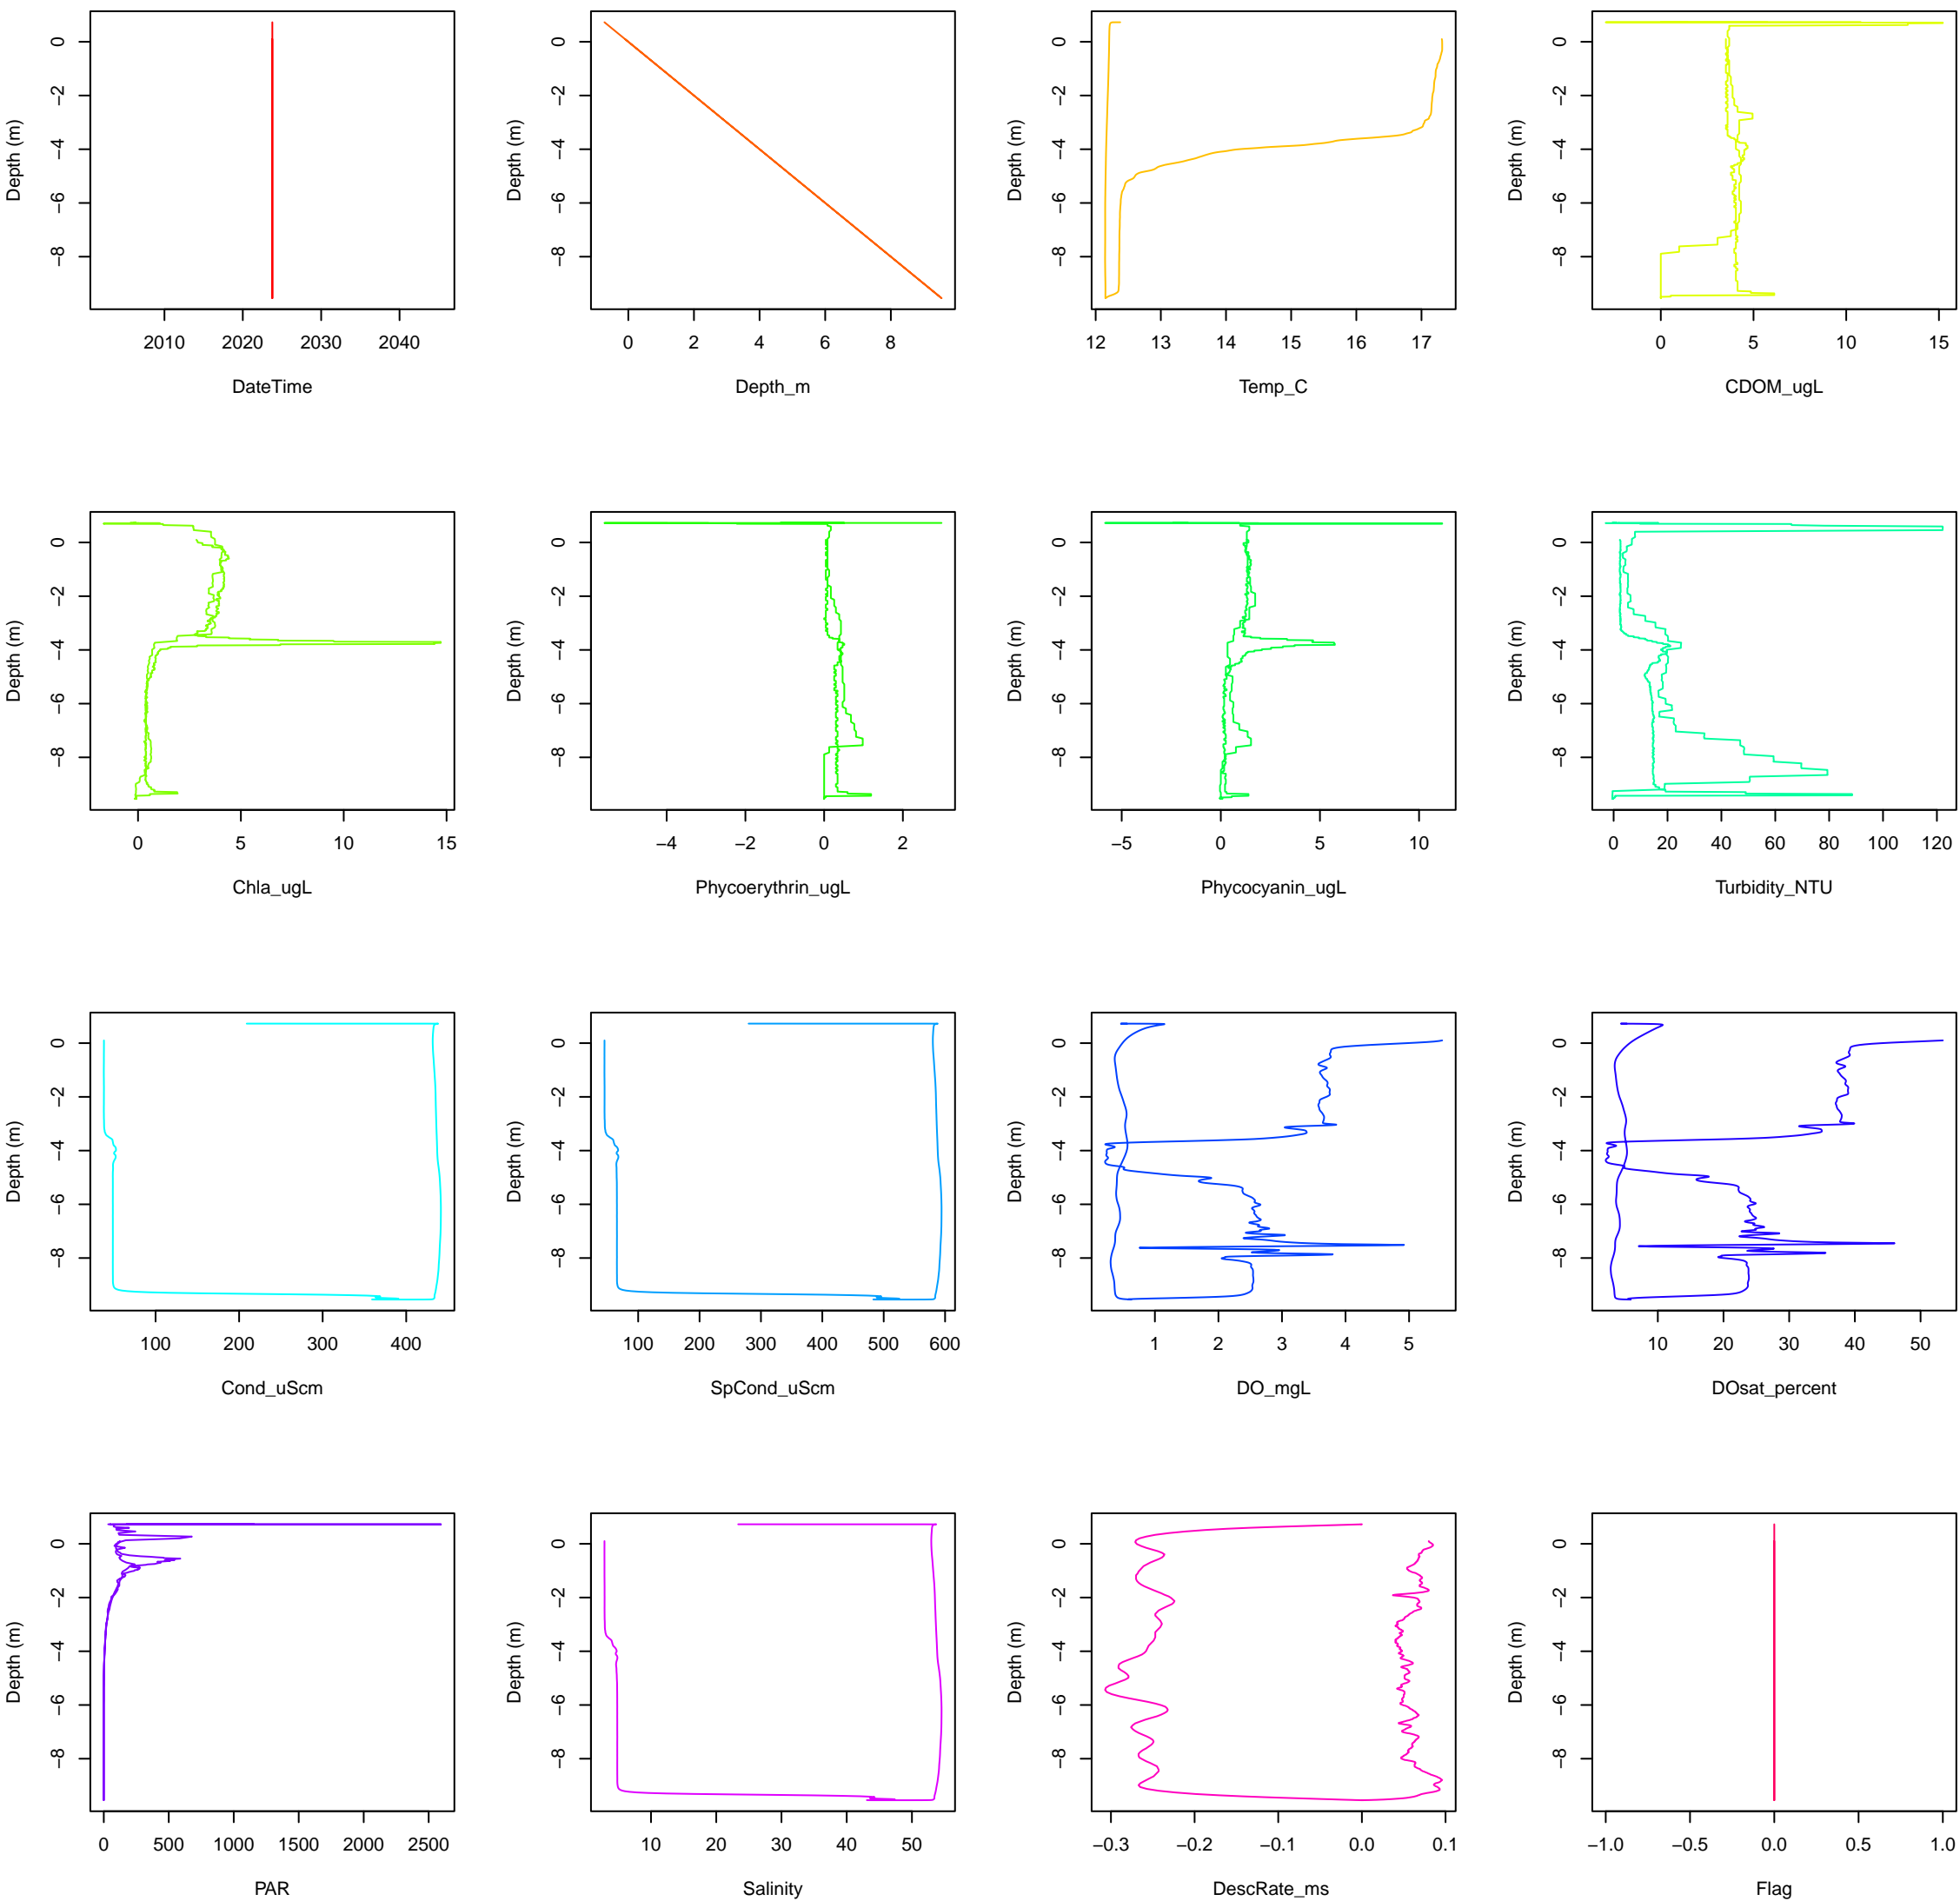 Depth (m)
0
−2
−4
−6
−8
2010 2020 2030 2040
DateTime
Depth (m)
0
−2
−4
−6
−8
0 2 4 6 8
Depth_m
Depth (m)
0
−2
−4
−6
−8
12 13 14 15 16 17
Temp_C
Depth (m)
0
−2
−4
−6
−8
0 5 10 15
CDOM_ugL
Depth (m)
0
−2
−4
−6
−8
0 5 10 15
Chla_ugL
Depth (m)
0
−2
−4
−6
−8
−4 −2 0 2
Phycoerythrin_ugL
Depth (m)
0
−2
−4
−6
−8
−5 0 5 10
Phycocyanin_ugL
Depth (m)
0
−2
−4
−6
−8
0 20 40 60 80 100 120
Turbidity_NTU
Depth (m)
0
−2
−4
−6
−8
100 200 300 400
Cond_uScm
Depth (m)
0
−2
−4
−6
−8
100 200 300 400 500 600
SpCond_uScm
Depth (m)
0
−2
−4
−6
−8
1 2 3 4 5
DO_mgL
Depth (m)
0
−2
−4
−6
−8
10 20 30 40 50
DOsat_percent
Depth (m)
0
−2
−4
−6
−8
0 500 1000 1500 2000 2500
PAR
Depth (m)
0
−2
−4
−6
−8
10 20 30 40 50
Salinity
Depth (m)
0
−2
−4
−6
−8
−0.3 −0.2 −0.1 0.0 0.1
DescRate_ms
Depth (m)
0
−2
−4
−6
−8
−1.0 −0.5 0.0 0.5 1.0
Flag